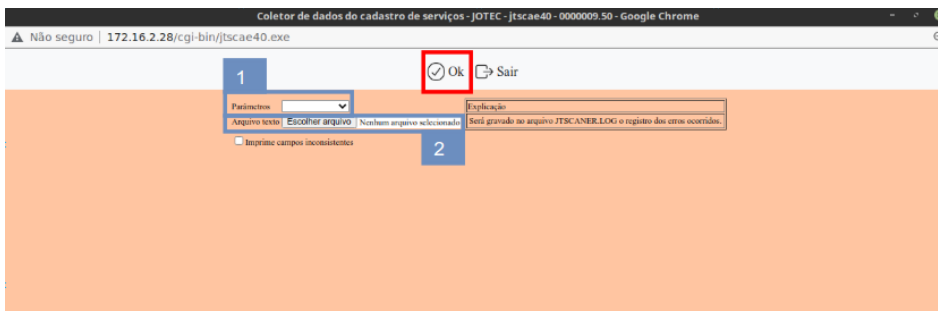 Coletor de dados do cadastro de serviços - JOTEC - jtscae40 - 0000009.50 - Google Chrome
Não seguro | 172.16.2.28/cgi-bin/jtscae40.exe
Ok Sair
1
Parâmetros
Explicação
Arquivo texto Escolher arquivo Nenhum arquivo selecionado
Será gravado no arquivo JTSCANER.LOG o registro dos erros ocorridos.
Imprime campos inconsistentes
2